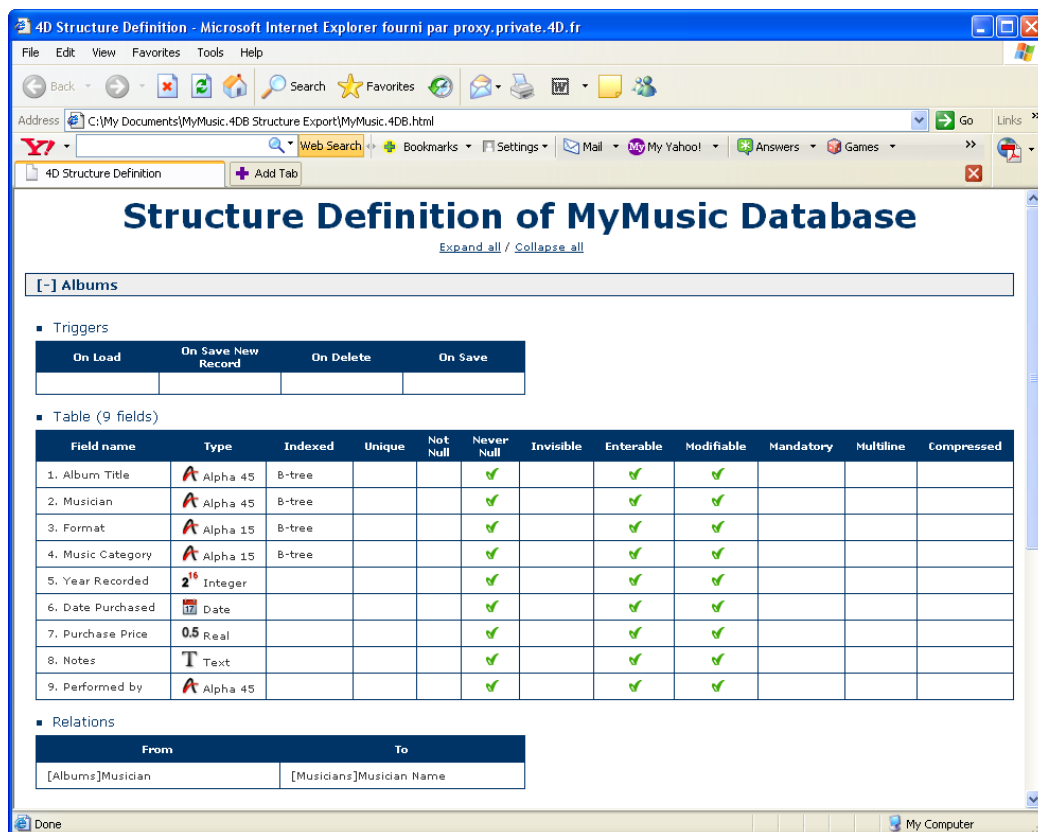 4D Structure Definition - Microsoft Internet Explorer fourni par proxy.private.4D.fr
File Edit View Favorites Tools Help
Back Search Favorites
Address C:\My Documents\MyMusic.4DB Structure Export\MyMusic.4DB.html Go Links »
Y7 Web Search Bookmarks Settings Mail My My Yahoo! Answers Games »
4D Structure Definition Add Tab
Structure Definition of MyMusic Database
Expand all / Collapse all
[-] Albums
Triggers
On Load On Save New Record On Delete On Save
Table (9 fields)
Field name Type Indexed Unique Not Null Never Null Invisible Enterable Modifiable Mandatory Multiline Compressed
1. Album Title A Alpha 45 B-tree
2. Musician A Alpha 45 B-tree
3. Format A Alpha 15 B-tree
4. Music Category A Alpha 15 B-tree
5. Year Recorded 2^16 Integer
6. Date Purchased 17 Date
7. Purchase Price 0.5 Real
8. Notes T Text
9. Performed by A Alpha 45
Relations
From To
[Albums]Musician [Musicians]Musician Name
Done My Computer